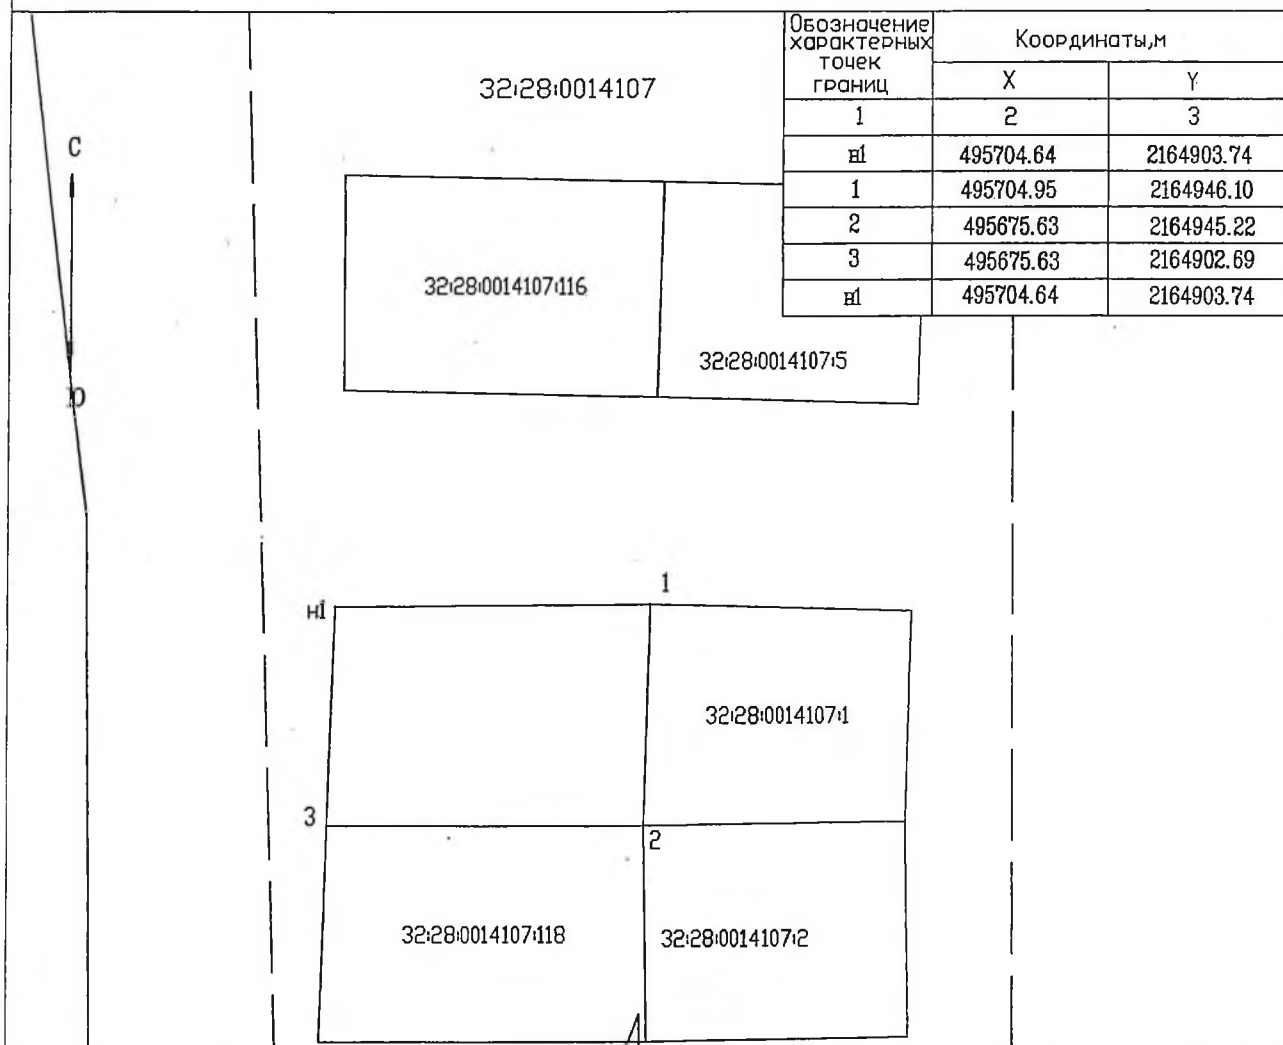 Обозначение характерных точек границ
Координаты,м
X Y
1 2 3
н1 495704.64 2164903.74
1 495704.95 2164946.10
2 495675.63 2164945.22
3 495675.63 2164902.69
н1 495704.64 2164903.74
32:28:0014107
С
Ю
32:28:0014107:116
32:28:0014107:5
н1
1
32:28:0014107:1
3
2
32:28:0014107:118
32:28:0014107:2